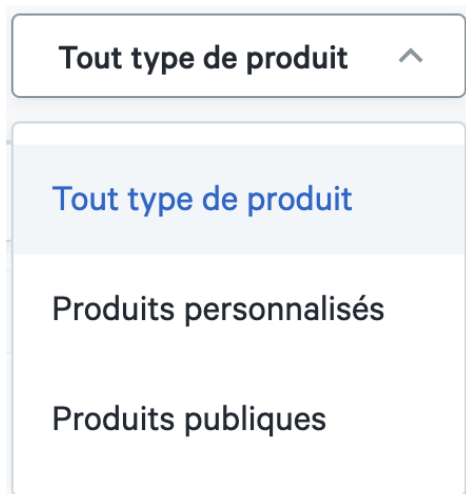 Tout type de produit
Tout type de produit
Produits personnalisés
Produits publiques